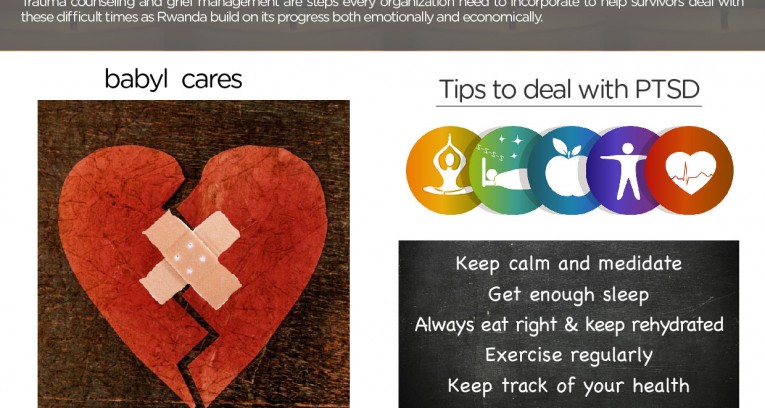 Trauma counseling and grief management are steps every organization need to incorporate to help survivors deal with
these difficult times as Rwanda build on its progress both emotionally and economically.
babyl cares
Tips to deal with PTSD
Keep calm and medidate
Get enough sleep
Always eat right & keep rehydrated
Exercise regularly
Keep track of your health